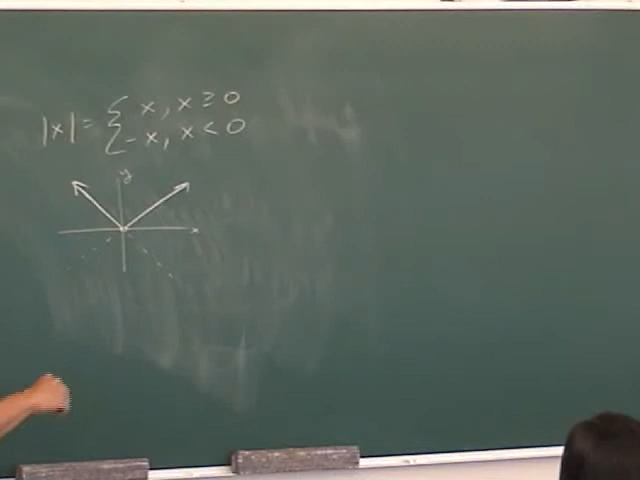 |x| = { x, x ≥ 0
- x, x < 0
y
x